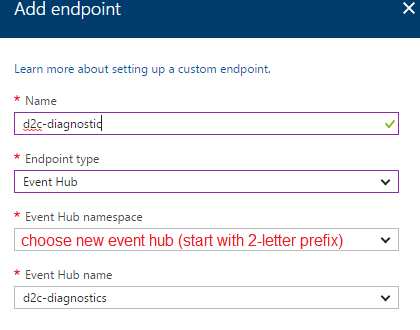 Add endpoint
Learn more about setting up a custom endpoint.
* Name
d2c-diagnostic
* Endpoint type
Event Hub
* Event Hub namespace
choose new event hub (start with 2-letter prefix)
* Event Hub name
d2c-diagnostics